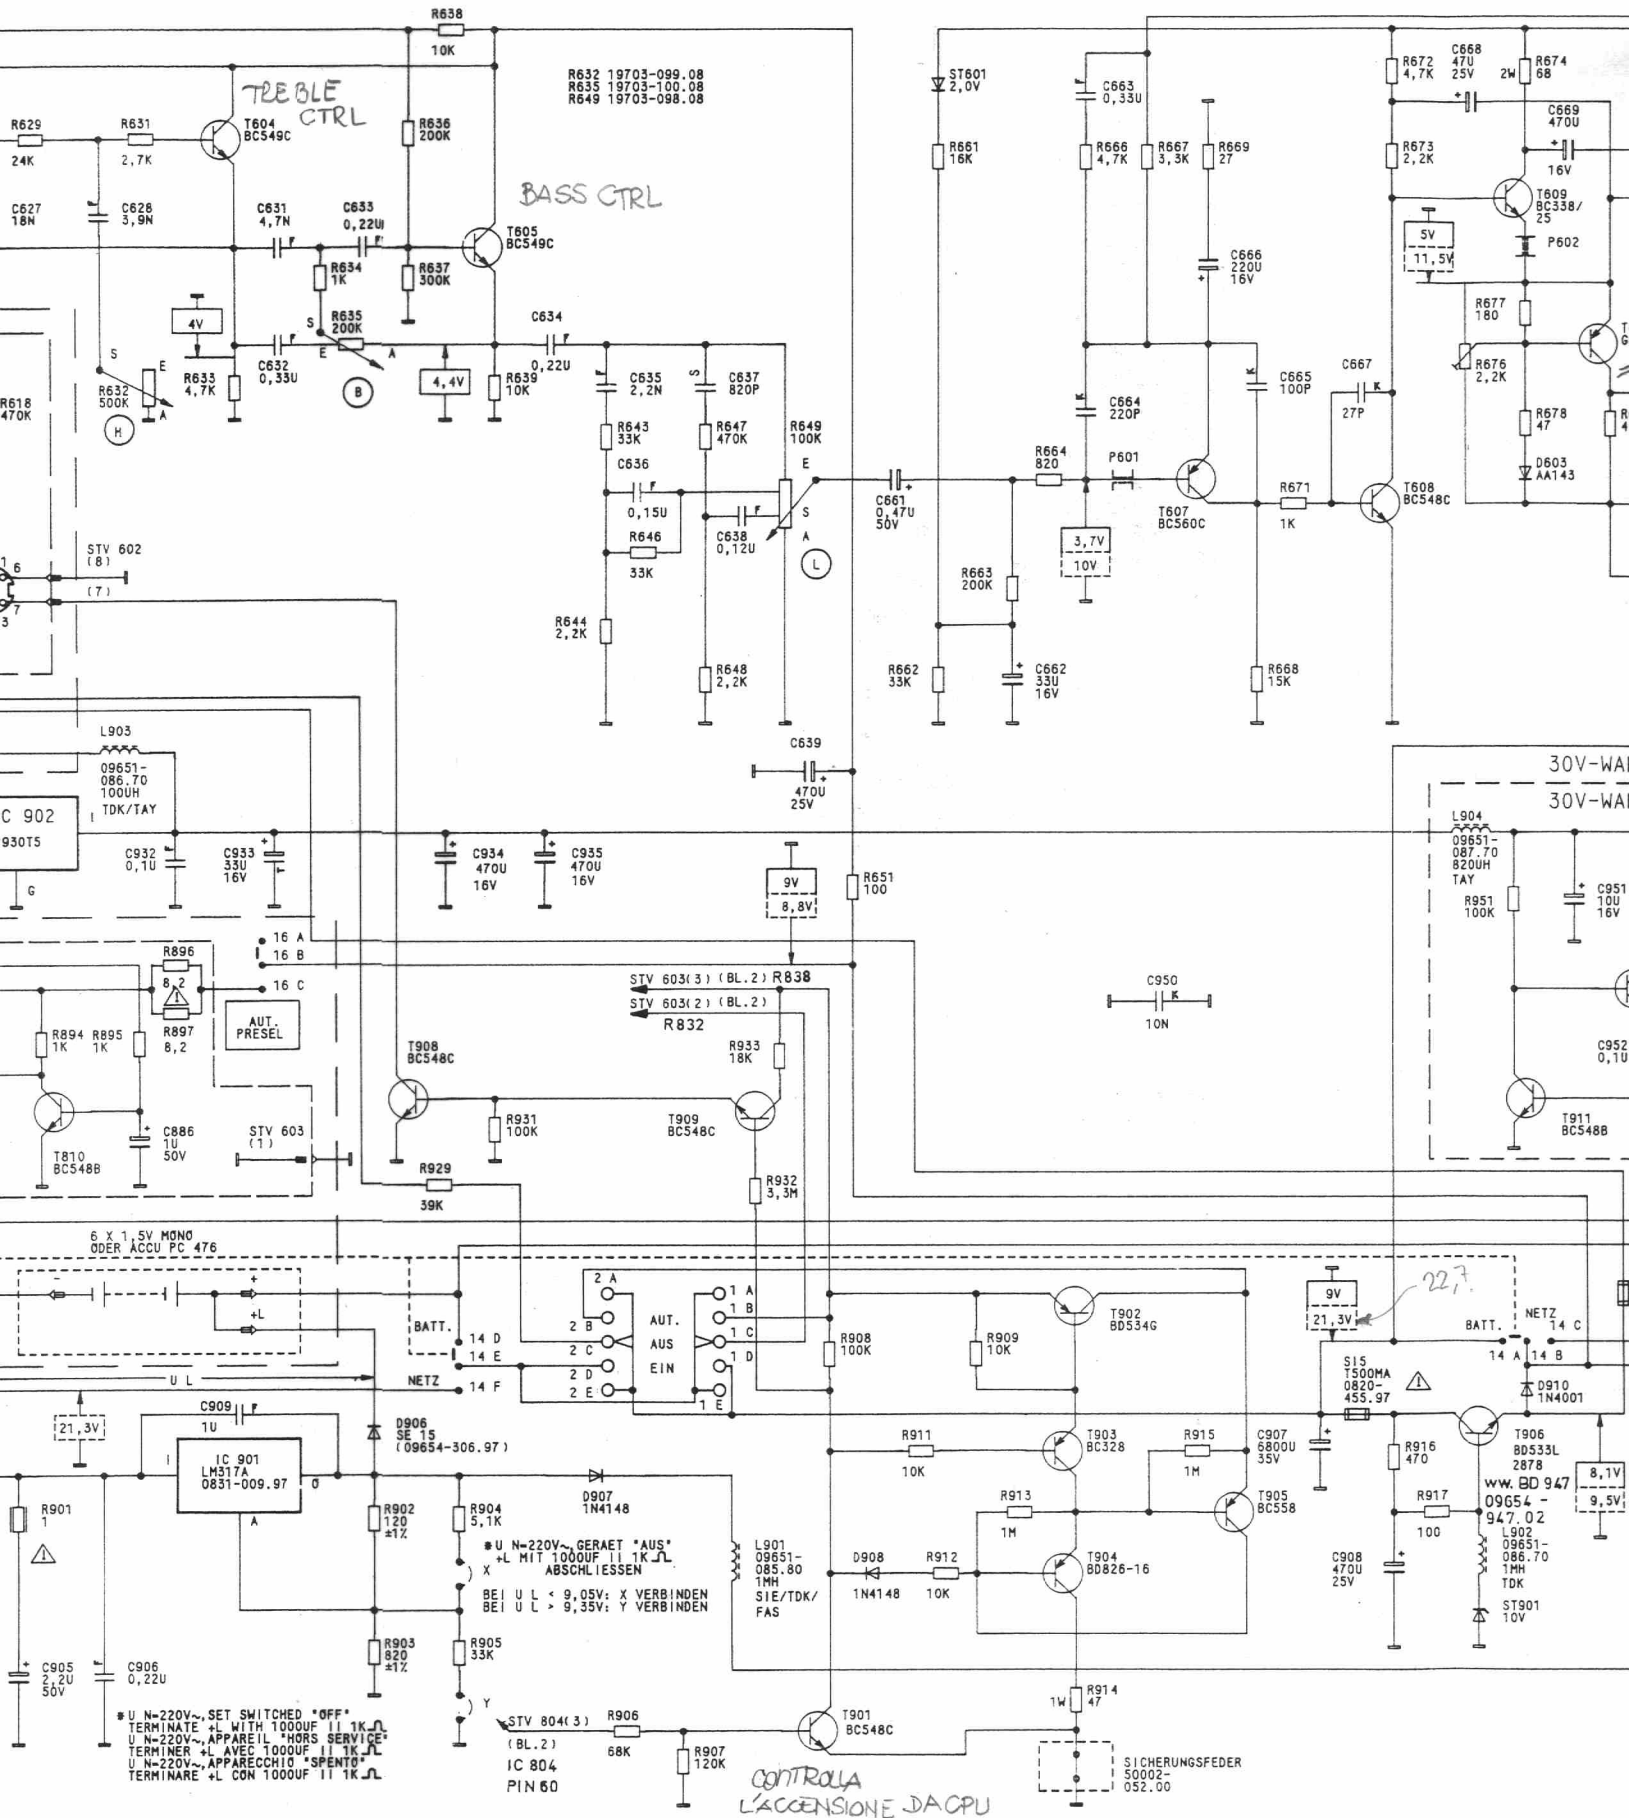 R638
10K
TREBLE
CTRL
R632 19703-099.08
R635 19703-100.08
R649 19703-098.08
R629
24K
R631
2,7K
T604
BC549C
R636
200K
BASS CTRL
C627
18N
C628
3,9N
C631
4,7N
F
C633
0,22U
F
T605
BC549C
R634
1K
R637
300K
4V
S
R635
200K
E
A
B
C634
F
0,22U
R618
470K
S
R632
500K
E
A
H
R633
4,7K
C632
0,33U
F
4,4V
R639
10K
C635
2,2N
C637
820P
S
R643
33K
R647
470K
R649
100K
C636
F
0,15U
R646
33K
C638
0,12U
F
E
S
A
L
R644
2,2K
R648
2,2K
ST601
2,0V
R661
16K
C663
0,33U
F
R666
4,7K
R667
3,3K
R669
27
C666
220U
16V
+
C664
220P
K
C665
100P
K
C667
K
27P
C661
0,47U
50V
+
R664
820
P601
T607
BC560C
R671
1K
T608
BC548C
3,7V
10V
R663
200K
R662
33K
C662
33U
16V
+
R668
15K
R672
4,7K
C668
47U
25V
+
2W
R674
68
C669
470U
+
16V
R673
2,2K
T609
BC338/
25
P602
5V
11,5V
R677
180
R676
2,2K
R678
47
D603
AA143
6
7
3
STV 602
(8)
(7)
L903
09651-
086.70
100UH
TDK/TAY
C 902
930T5
I
G
C932
0,1U
F
C933
33U
16V
+
T
C934
470U
16V
+
C935
470U
16V
+
C639
+
470U
25V
R651
100
9V
8,8V
30V-WA
30V-WA
L904
09651-
087.70
820UH
TAY
R951
100K
C951
10U
16V
+
C952
0,1U
T911
BC548B
16 A
16 B
16 C
R896
8,2
R897
8,2
AUT.
PRESEL
R894
1K
R895
1K
T810
BC548B
C886
1U
50V
+
STV 603
(1)
STV 603(3) (BL.2) R838
STV 603(2) (BL.2)
R832
C950
K
10N
T908
BC548C
R931
100K
T909
BC548C
R933
18K
R929
39K
R932
3,3M
6 X 1,5V MONO
ODER ACCU PC 476
-
+
+L
U L
BATT.
14 D
14 E
NETZ
14 F
2 A
2 B
2 C
2 D
2 E
AUT.
AUS
EIN
1 A
1 B
1 C
1 D
1 E
R908
100K
R909
10K
T902
BD534G
9V
21,3V
22,7
BATT.
NETZ
14 C
14 A
14 B
SI5
T500MA
0820-
455.97
D910
1N4001
21,3V
C909
F
1U
D906
SE 15
(09654-306.97)
I
IC 901
LM317A
0831-009.97
O
A
R901
1
R902
120
±1%
R904
5,1K
D907
1N4148
R911
10K
T903
BC328
R915
1M
C907
6800U
35V
+
R916
470
T906
BD533L
2878
WW. BD 947
09654 -
947.02
8,1V
9,5V
R913
1M
T905
BC558
R917
100
L902
09651-
086.70
1MH
TDK
X
*U N=220V~,GERAET "AUS"
+L MIT 1000UF II 1K
ABSCHLIESSEN
BEI U L < 9,05V: X VERBINDEN
BEI U L > 9,35V: Y VERBINDEN
L901
09651-
085.80
1MH
SIE/TDK/
FAS
D908
1N4148
R912
10K
T904
BD826-16
C908
470U
25V
+
ST901
10V
C905
2,2U
50V
+
C906
0,22U
F
R903
820
±1%
R905
33K
Y
*U N=220V~,SET SWITCHED "OFF"
TERMINATE +L WITH 1000UF II 1K
U N=220V~,APPAREIL "HORS SERVICE"
TERMINER +L AVEC 1000UF II 1K
U N=220V~,APPARECCHIO "SPENTO"
TERMINARE +L CON 1000UF II 1K
STV 804(3)
(BL.2)
IC 804
PIN 60
R906
68K
R907
120K
T901
BC548C
1W
R914
47
SICHERUNGSFEDER
50002-
052.00
CONTROLLA
L'ACCENSIONE DA CPU